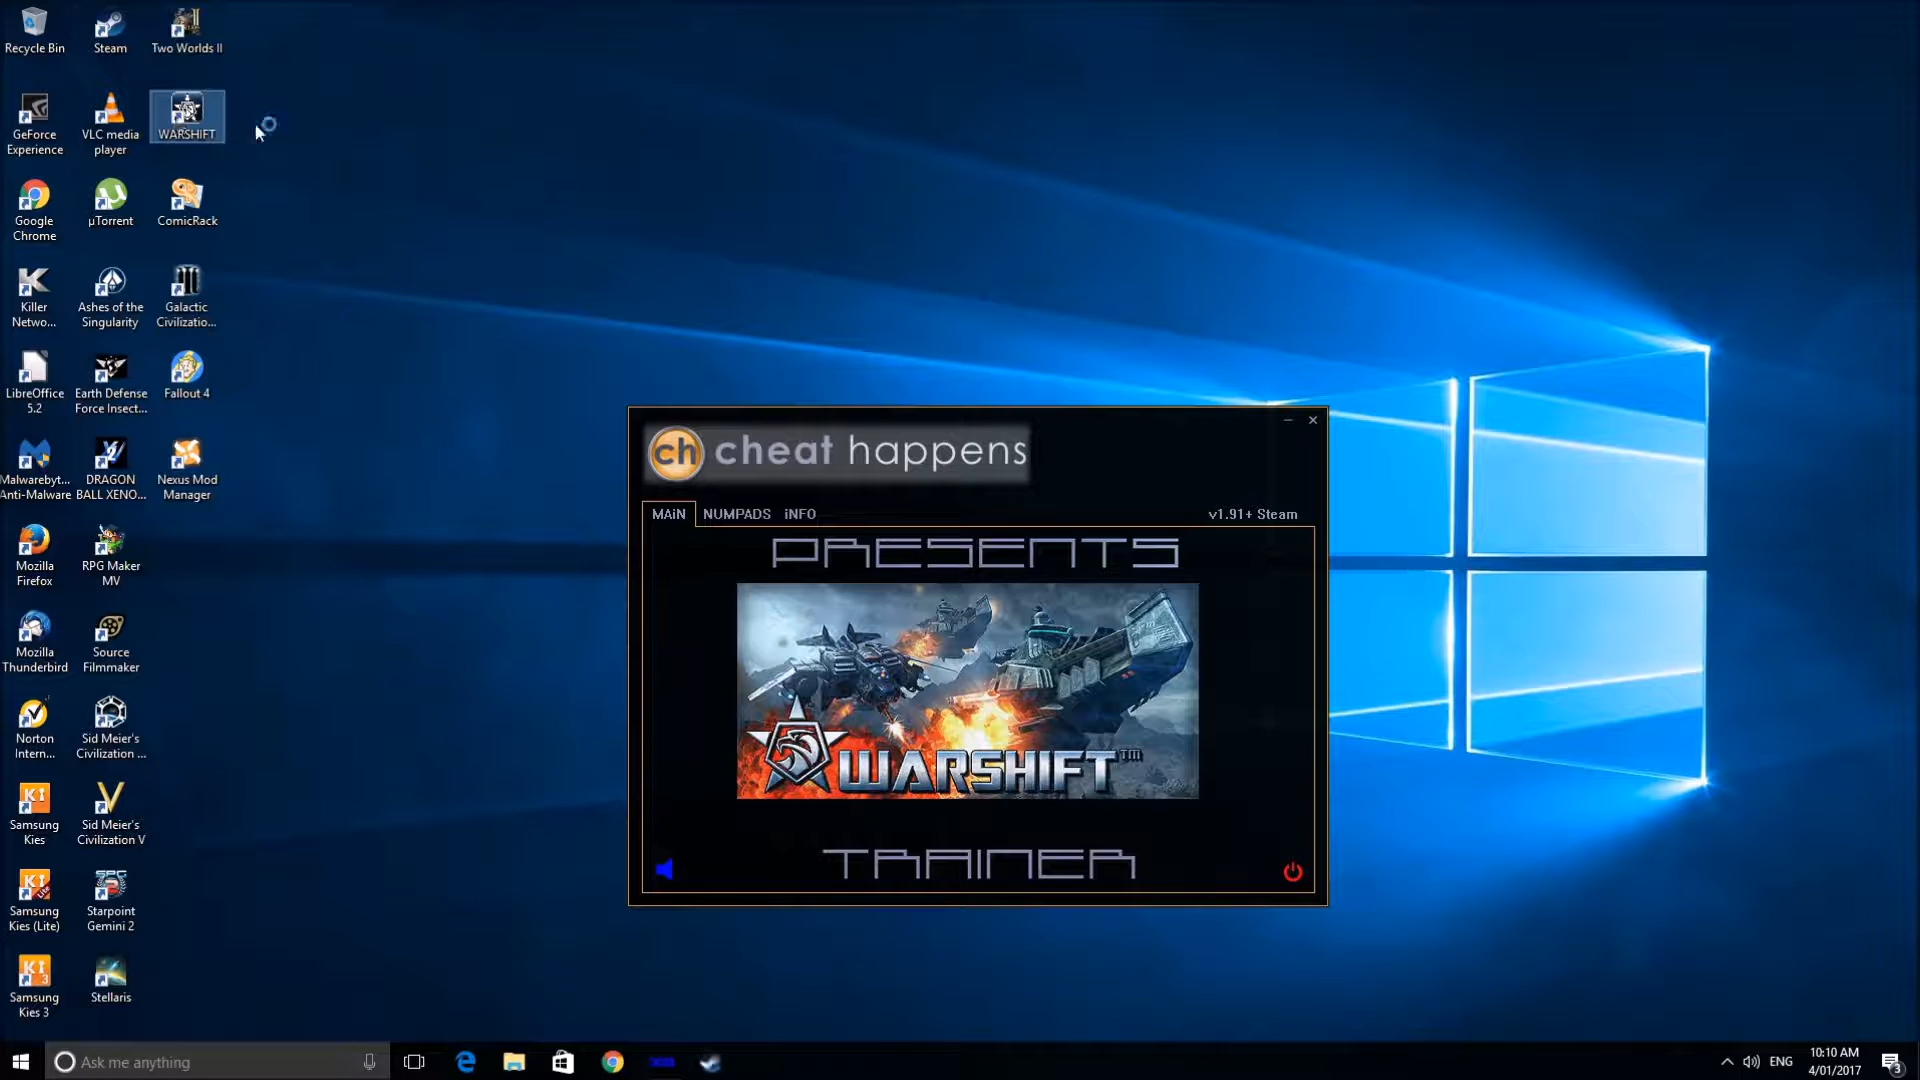 Recycle Bin
Steam
Two Worlds II
GeForce
Experience
VLC media
player
WARSHIFT
Google
Chrome
µTorrent
ComicRack
Killer
Netwo...
Ashes of the
Singularity
Galactic
Civilizatio...
LibreOffice
5.2
Earth Defense
Force Insect...
Fallout 4
Malwarebyt...
Anti-Malware
DRAGON
BALL XENO...
Nexus Mod
Manager
Mozilla
Firefox
RPG Maker
MV
Mozilla
Thunderbird
Source
Filmmaker
Norton
Intern...
Sid Meier's
Civilization ...
Samsung
Kies
Sid Meier's
Civilization V
Samsung
Kies (Lite)
Starpoint
Gemini 2
Samsung
Kies 3
Stellaris
ch cheat happens
MAiN NUMPADS iNFO v1.91+ Steam
PRESENTS
WARSHIFT™
TRAINER
Ask me anything
ENG
10:10 AM
4/01/2017
3